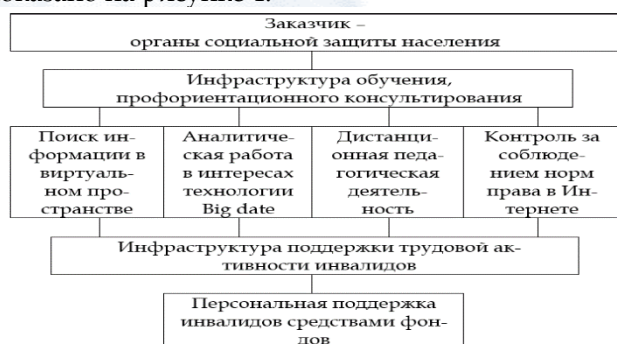 оказано на рисунке 1.
Заказчик –
органы социальной защиты населения
Инфраструктура обучения,
профориентационного консультирования
Поиск ин-
формации в
виртуаль-
ном про-
странстве
Аналитиче-
ская работа
в интересах
технологии
Big date
Дистанци-
онная педа-
гогическая
деятель-
ность
Контроль за
соблюде-
нием норм
права в Ин-
тернете
Инфраструктура поддержки трудовой ак-
тивности инвалидов
Персональная поддержка
инвалидов средствами фон-
дов